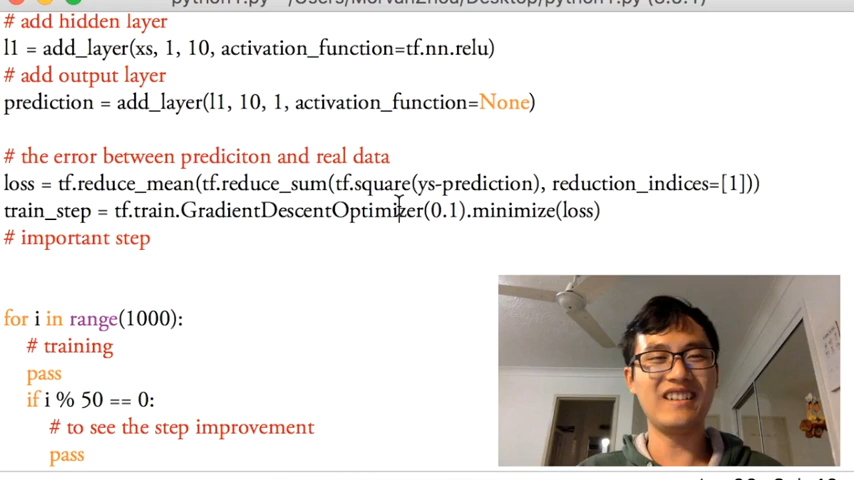 # add hidden layer
l1 = add_layer(xs, 1, 10, activation_function=tf.nn.relu)
# add output layer
prediction = add_layer(l1, 10, 1, activation_function=None)
# the error between prediciton and real data
loss = tf.reduce_mean(tf.reduce_sum(tf.square(ys-prediction), reduction_indices=[1]))
train_step = tf.train.GradientDescentOptimizer(0.1).minimize(loss)
# important step
for i in range(1000):
# training
pass
if i % 50 == 0:
# to see the step improvement
pass